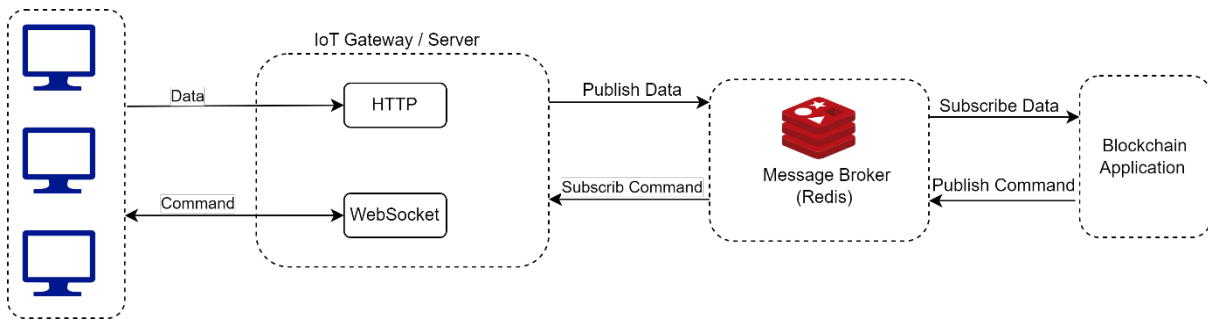 IoT Gateway / Server
Data
HTTP
Publish Data
Subscribe Data
Message Broker
(Redis)
Blockchain
Application
Command
WebSocket
Subscrib Command
Publish Command